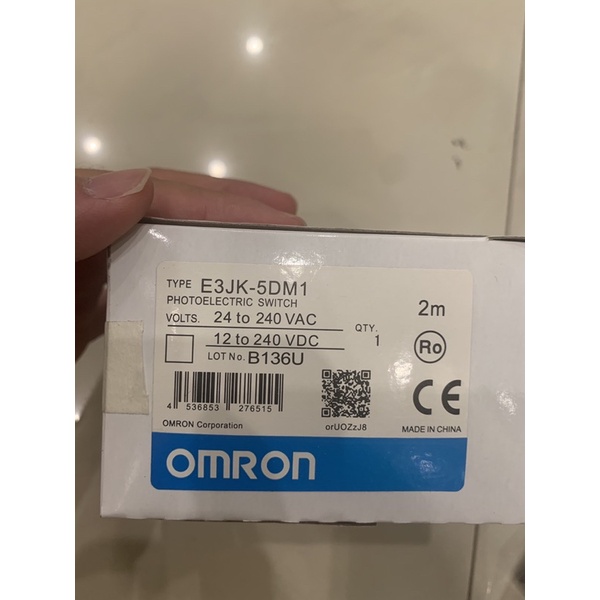 TYPE E3JK-5DM1
PHOTOELECTRIC SWITCH
2m
VOLTS. 24 to 240 VAC
12 to 240 VDC
QTY. 1
LOT No. B136U
Ro
4 536853 276515
orUOZzJ8
CE
OMRON Corporation
MADE IN CHINA
OMRON